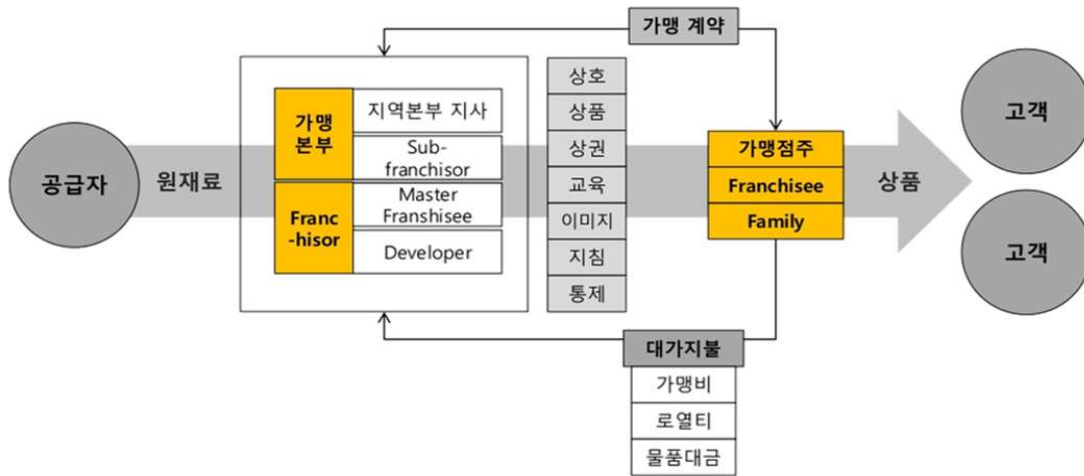 가맹 계약
공급자
원재료
가맹
본부
Franc
-hisor
지역본부 지사
Sub-
franchisor
Master
Franshisee
Developer
상호
상품
상권
교육
이미지
지침
통제
가맹점주
Franchisee
Family
상품
고객
고객
대가지불
가맹비
로열티
물품대금